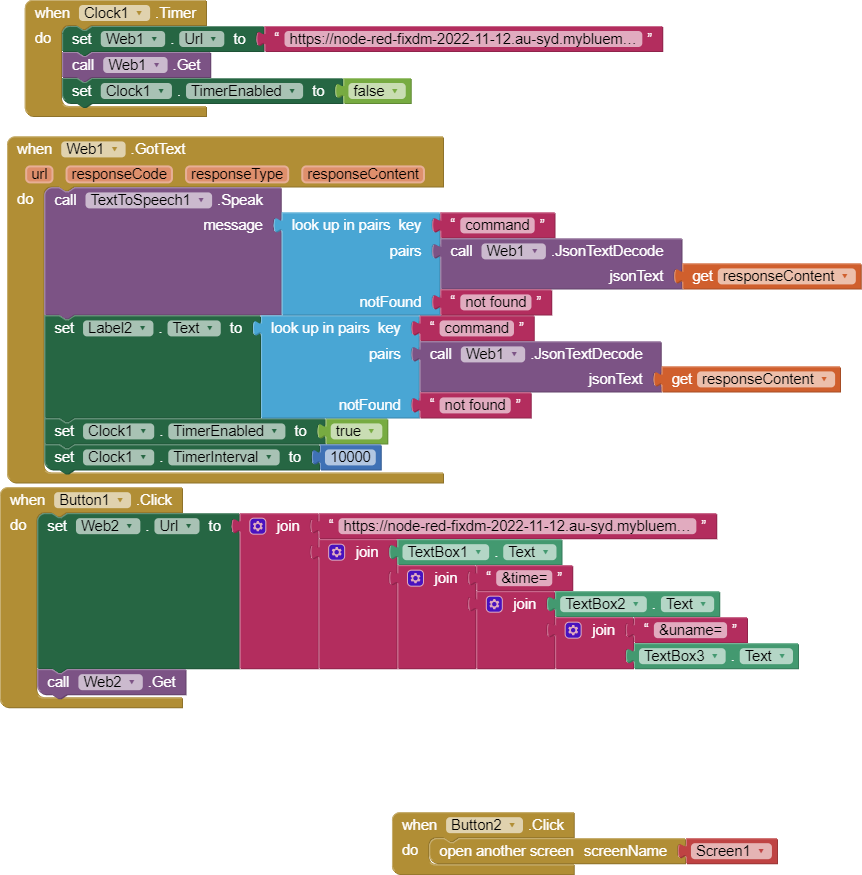 when Clock1 .Timer
do set Web1 . Url to “ https://node-red-fixdm-2022-11-12.au-syd.mybluem... ”
call Web1 .Get
set Clock1 . TimerEnabled to false
when Web1 .GotText
url responseCode responseType responseContent
do call TextToSpeech1 .Speak
message look up in pairs key “ command ”
pairs call Web1 .JsonTextDecode
jsonText get responseContent
notFound “ not found ”
set Label2 . Text to look up in pairs key “ command ”
pairs call Web1 .JsonTextDecode
jsonText get responseContent
notFound “ not found ”
set Clock1 . TimerEnabled to true
set Clock1 . TimerInterval to 10000
when Button1 .Click
do set Web2 . Url to join “ https://node-red-fixdm-2022-11-12.au-syd.mybluem... ”
join TextBox1 . Text
join “ &time= ”
join TextBox2 . Text
join “ &uname= ”
TextBox3 . Text
call Web2 .Get
when Button2 .Click
do open another screen screenName Screen1